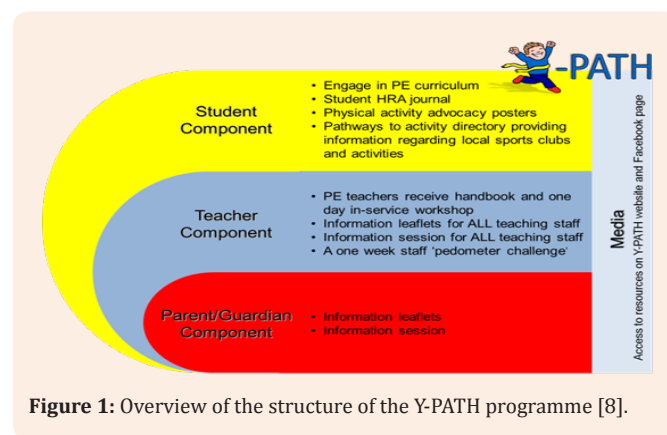 -PATH
Student
Component
• Engage in PE curriculum
• Student HRA journal
• Physical activity advocacy posters
• Pathways to activity directory providing
information regarding local sports clubs
and activities
Teacher
Component
• PE teachers receive handbook and one
day in-service workshop
• Information leaflets for ALL teaching staff
• Information session for ALL teaching staff
• A one week staff 'pedometer challenge'
Parent/Guardian
Component
• Information leaflets
• Information session
Media
Access to resources on Y-PATH website and Facebook page
Figure 1: Overview of the structure of the Y-PATH programme [8].